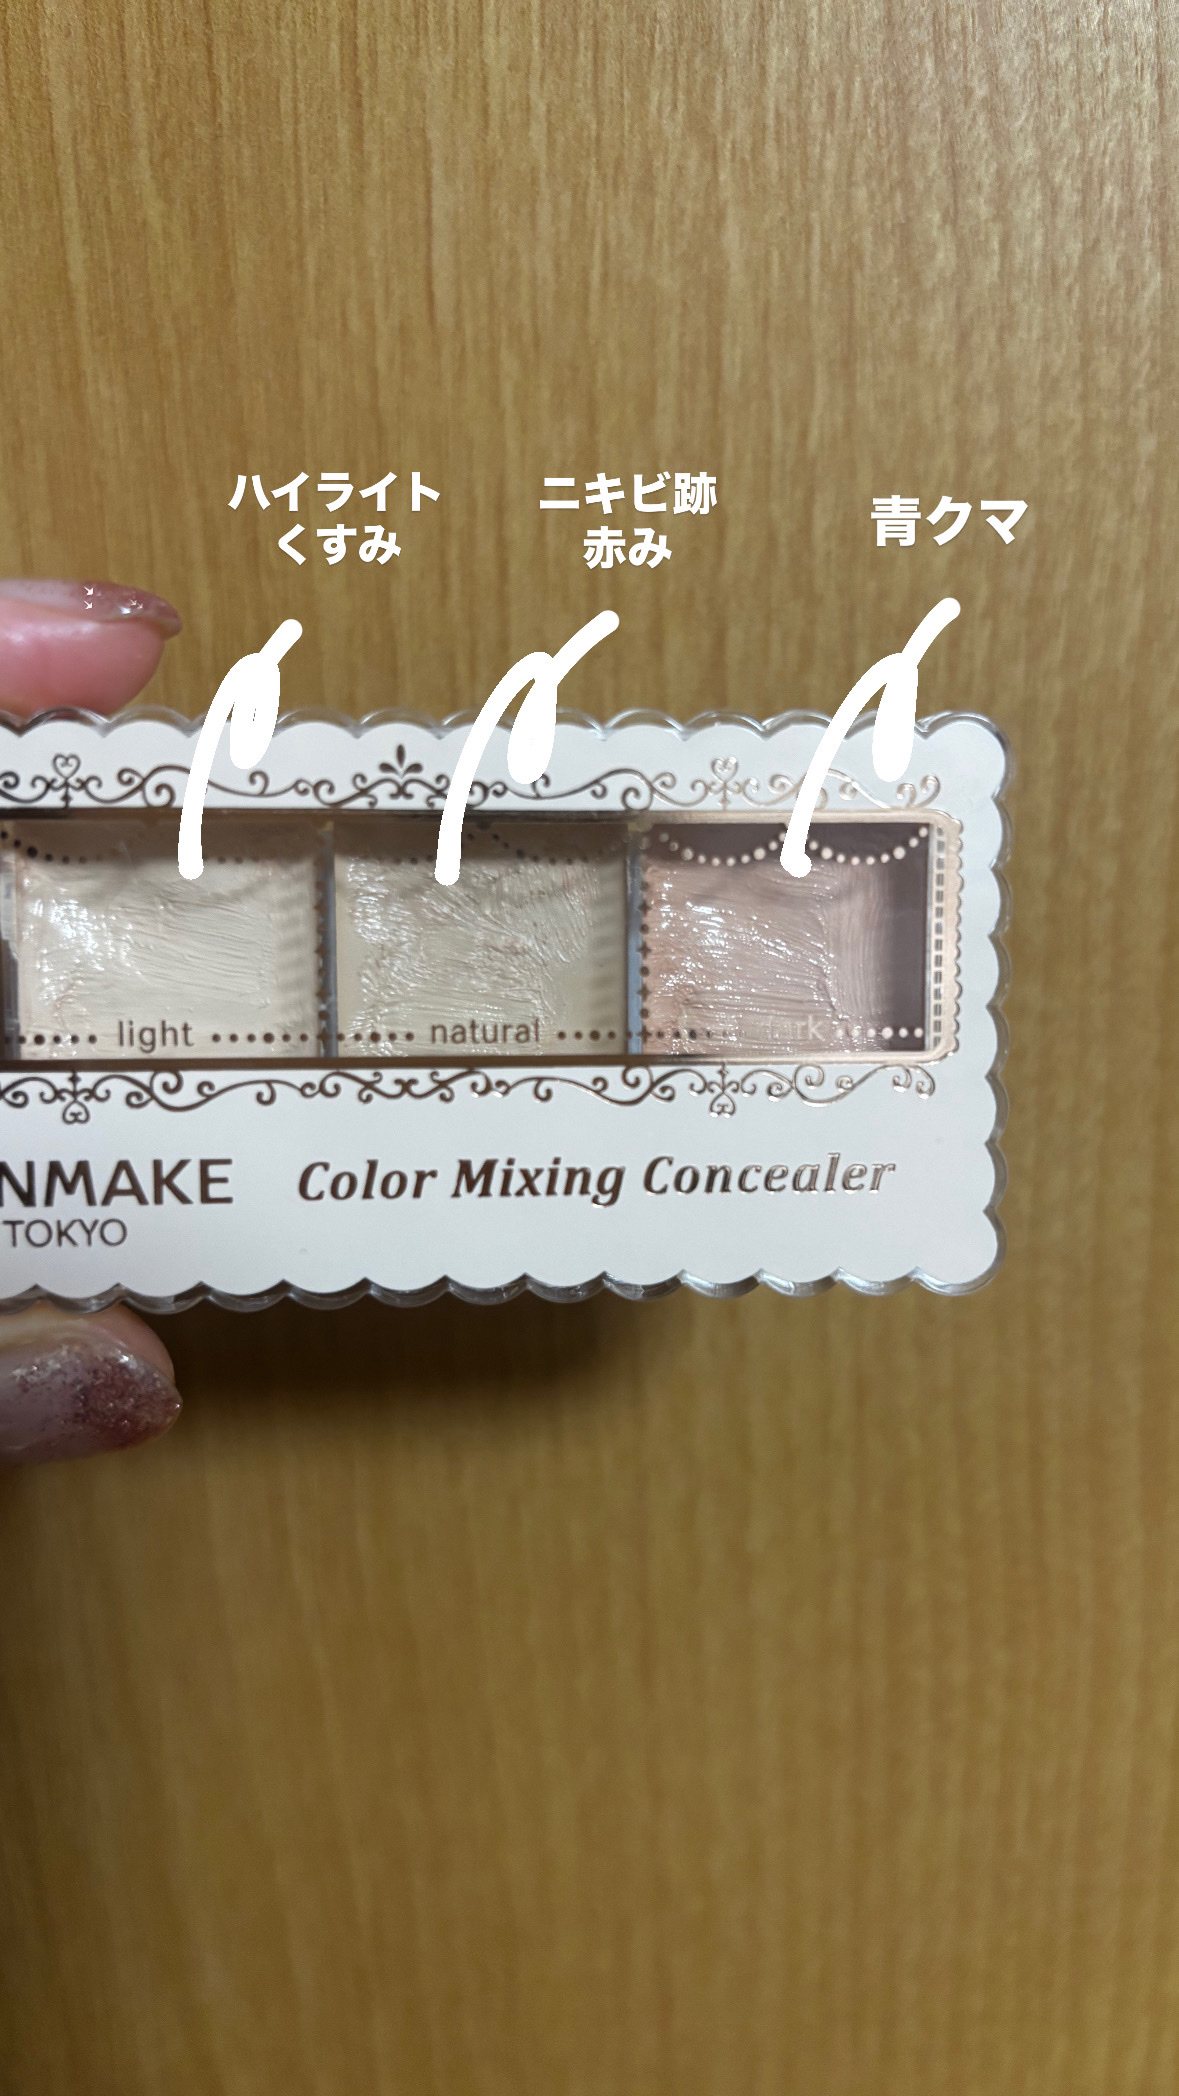 ハイライト
くすみ
ニキビ跡
赤み
青クマ
light
natural
NMAKE
TOKYO
Color Mixing Concealer